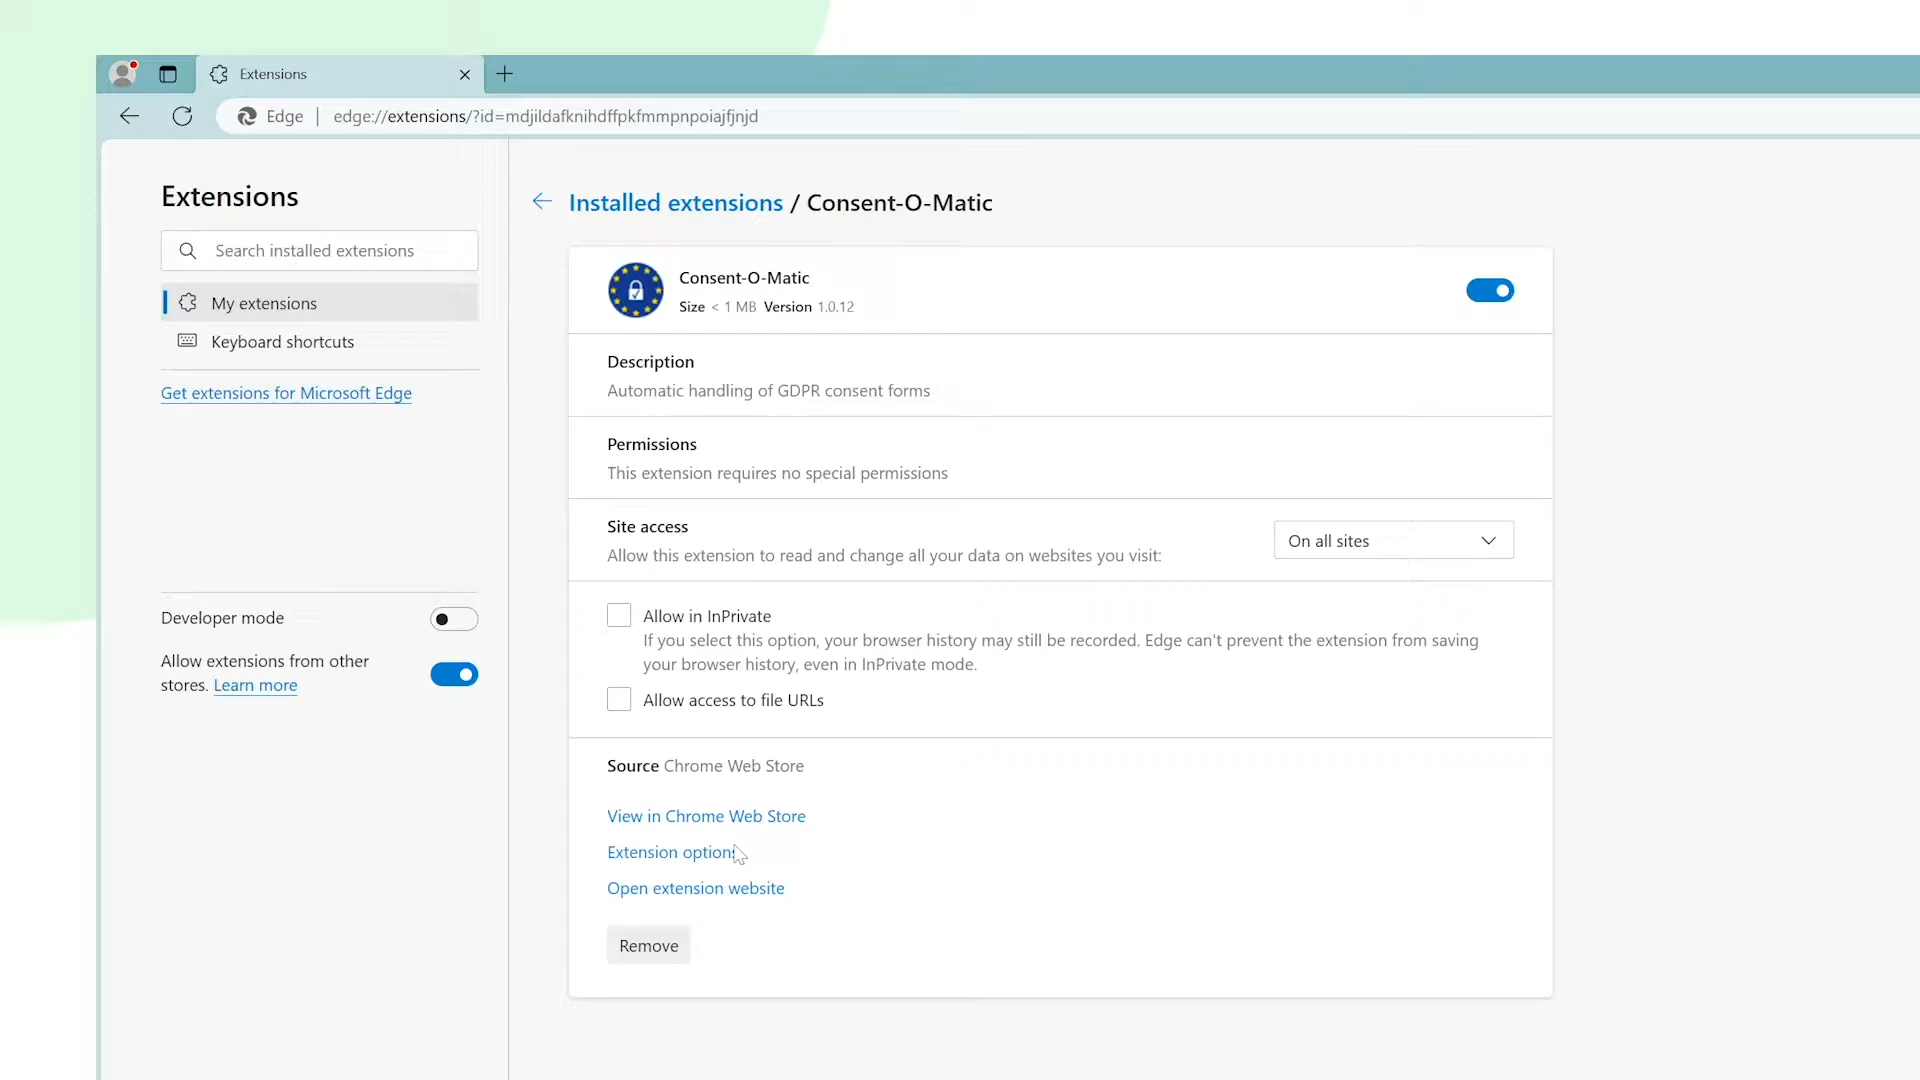 Extensions
Edge | edge://extensions/?id=mdjildafknihdffpkfmmpnpoiajfjnjd
Extensions
Search installed extensions
My extensions
Keyboard shortcuts
Get extensions for Microsoft Edge
Developer mode
Allow extensions from other
stores. Learn more
Installed extensions / Consent-O-Matic
Consent-O-Matic
Size < 1 MB Version 1.0.12
Description
Automatic handling of GDPR consent forms
Permissions
This extension requires no special permissions
Site access
Allow this extension to read and change all your data on websites you visit:
On all sites
Allow in InPrivate
If you select this option, your browser history may still be recorded. Edge can't prevent the extension from saving
your browser history, even in InPrivate mode.
Allow access to file URLs
Source Chrome Web Store
View in Chrome Web Store
Extension options
Open extension website
Remove